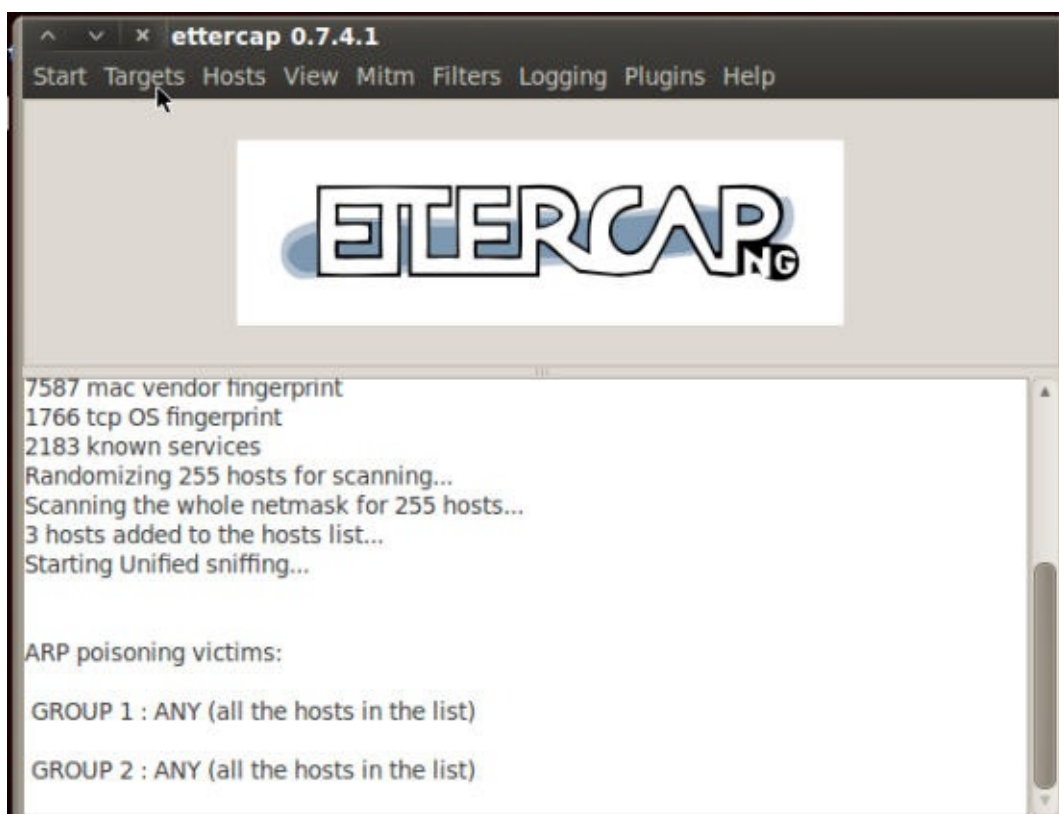 ettercap 0.7.4.1
Start Targets Hosts View Mitm Filters Logging Plugins Help
ETTERCAP NG
7587 mac vendor fingerprint
1766 tcp OS fingerprint
2183 known services
Randomizing 255 hosts for scanning...
Scanning the whole netmask for 255 hosts...
3 hosts added to the hosts list...
Starting Unified sniffing...
ARP poisoning victims:
GROUP 1 : ANY (all the hosts in the list)
GROUP 2 : ANY (all the hosts in the list)